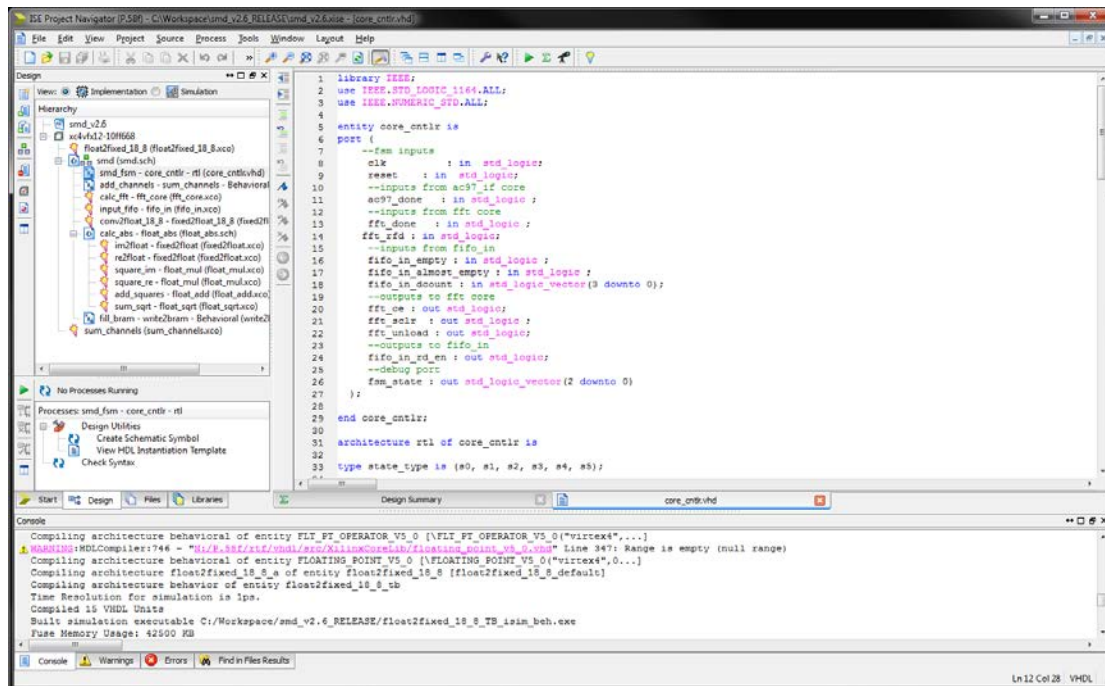 ISE Project Navigator (P.58f) - C:\Workspace\smd_v2.6_RELEASE\smd_v2.6.xise - [core_cntlr.vhd]
File Edit View Project Source Process Tools Window Layout Help
Design
View: Implementation Simulation
Hierarchy
smd_v2.6
xc4vfx12-10ff668
float2fixed_18_8 (float2fixed_18_8.xco)
smd (smd.sch)
smd_fsm - core_cntlr - rtl (core_cntlr.vhd)
add_channels - sum_channels - Behavioral
calc_fft - fft_core (fft_core.xco)
input_fifo - fifo_in (fifo_in.xco)
conv2float_18_8 - fixed2float_18_8 (fixed2fl
calc_abs - float_abs (float_abs.sch)
im2float - fixed2float (fixed2float.xco)
re2float - fixed2float (fixed2float.xco)
square_im - float_mul (float_mul.xco)
square_re - float_mul (float_mul.xco)
add_squares - float_add (float_add.xco)
sum_sqrt - float_sqrt (float_sqrt.xco)
fill_bram - write2bram - Behavioral (write2l
sum_channels (sum_channels.xco)
No Processes Running
Processes: smd_fsm - core_cntlr - rtl
Design Utilities
Create Schematic Symbol
View HDL Instantiation Template
Check Syntax
Start Design Files Libraries
1 library IEEE;
2 use IEEE.STD_LOGIC_1164.ALL;
3 use IEEE.NUMERIC_STD.ALL;
4
5 entity core_cntlr is
6 port (
7 --fsm inputs
8 clk : in std_logic;
9 reset : in std_logic;
10 --inputs from ac97_if core
11 ac97_done : in std_logic ;
12 --inputs from fft core
13 fft_done : in std_logic ;
14 fft_rfd : in std_logic;
15 --inputs from fifo_in
16 fifo_in_empty : in std_logic ;
17 fifo_in_almost_empty : in std_logic ;
18 fifo_in_dcount : in std_logic_vector(3 downto 0);
19 --outputs to fft core
20 fft_ce : out std_logic;
21 fft_sclr : out std_logic ;
22 fft_unload : out std_logic;
23 --outputs to fifo_in
24 fifo_in_rd_en : out std_logic;
25 --debug port
26 fsm_state : out std_logic_vector(2 downto 0)
27 );
28
29 end core_cntlr;
30
31 architecture rtl of core_cntlr is
32
33 type state_type is (s0, s1, s2, s3, s4, s5);
Design Summary core_cntlr.vhd
Console
Compiling architecture behavioral of entity FLT_PT_OPERATOR_V5_0 [\FLT_PT_OPERATOR_V5_0("virtex4",...]
WARNING:HDLCompiler:746 - "N:/P.58f/rtf/vhdl/src/XilinxCoreLib/floating_point_v5_0.vhd" Line 347: Range is empty (null range)
Compiling architecture behavioral of entity FLOATING_POINT_V5_0 [\FLOATING_POINT_V5_0("virtex4",0...]
Compiling architecture float2fixed_18_8_a of entity float2fixed_18_8 [float2fixed_18_8_default]
Compiling architecture behavior of entity float2fixed_18_8_tb
Time Resolution for simulation is 1ps.
Compiled 15 VHDL Units
Built simulation executable C:/Workspace/smd_v2.6_RELEASE/float2fixed_18_8_TB_isim_beh.exe
Fuse Memory Usage: 42500 KB
Console Warnings Errors Find in Files Results
Ln 12 Col 28 VHDL